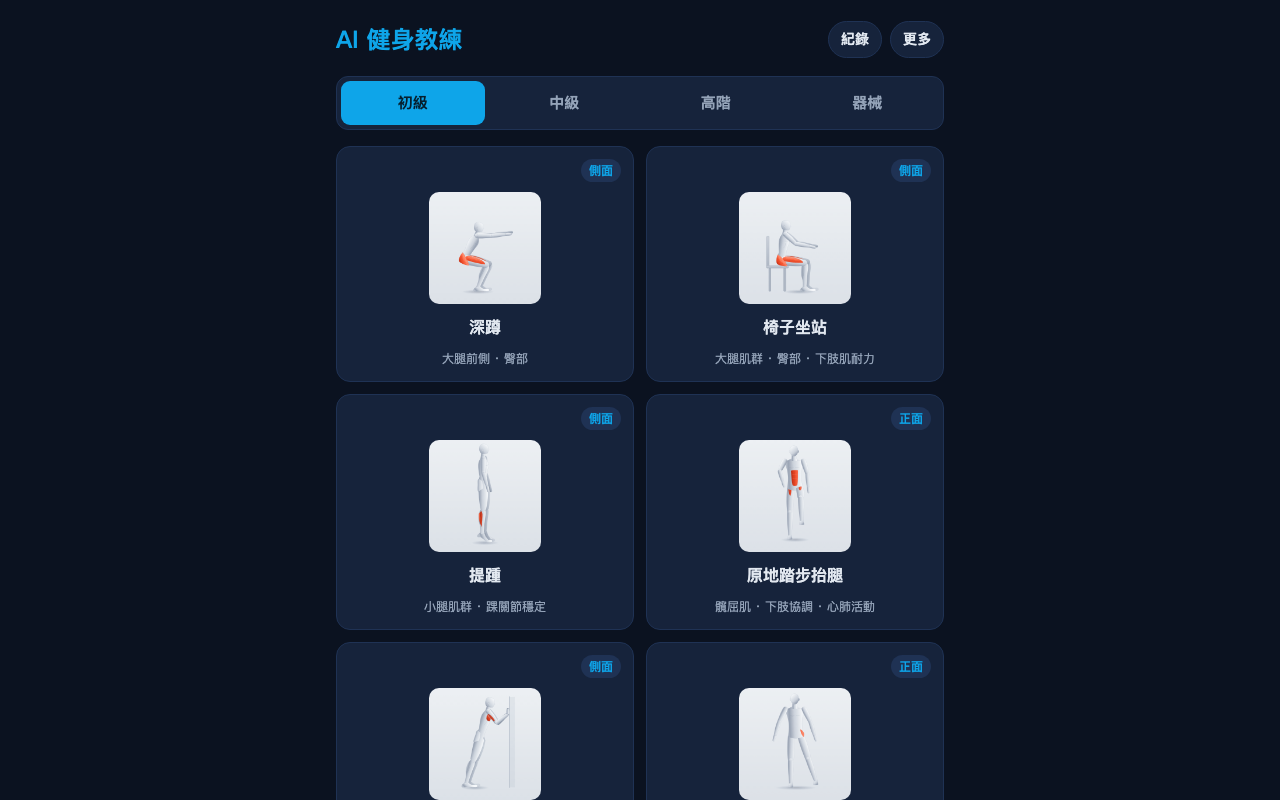 AI 健身教練
紀錄
更多
初級
中級
高階
器械
側面
深蹲
大腿前側 · 臀部
側面
椅子坐站
大腿肌群 · 臀部 · 下肢肌耐力
側面
提踵
小腿肌群 · 踝關節穩定
正面
原地踏步抬腿
髖屈肌 · 下肢協調 · 心肺活動
側面
正面